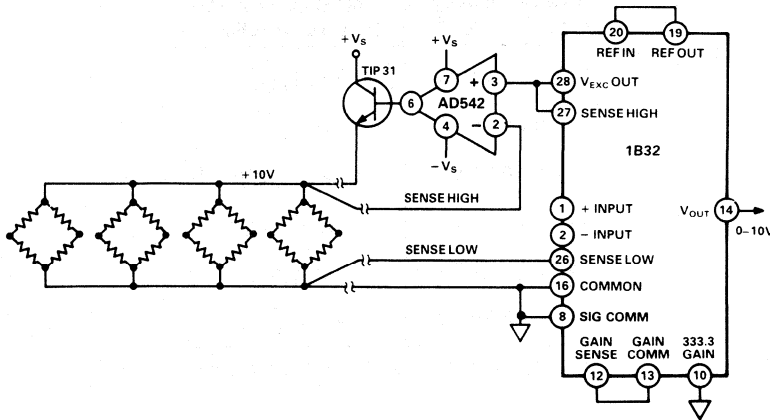 20 19
REF IN REF OUT
+VS +VS
TIP 31
7
+ 3 28 VEXC OUT
6 AD542
27 SENSE HIGH
4 − 2
1B32
−VS
+10V
SENSE HIGH
1 + INPUT
VOUT 14
2 − INPUT
0–10V
SENSE LOW 26 SENSE LOW
16 COMMON
8 SIG COMM
GAIN SENSE GAIN COMM 333.3 GAIN
12 13 10